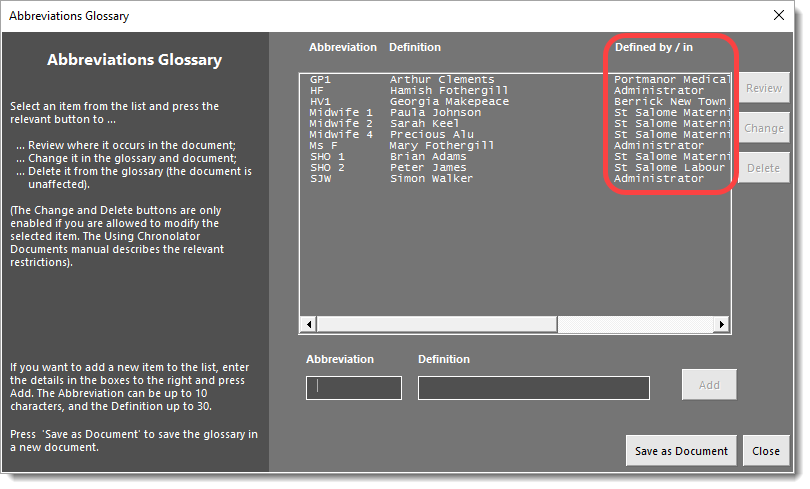 Abbreviations Glossary
Abbreviations Glossary
Select an item from the list and press the
relevant button to ...
... Review where it occurs in the document;
... Change it in the glossary and document;
... Delete it from the glossary (the document is
unaffected).
(The Change and Delete buttons are only
enabled if you are allowed to modify the
selected item. The Using Chronolator
Documents manual describes the relevant
restrictions).
If you want to add a new item to the list, enter
the details in the boxes to the right and press
Add. The Abbreviation can be up to 10
characters, and the Definition up to 30.
Press 'Save as Document' to save the glossary in
a new document.
Abbreviation Definition Defined by / in
GP1 Arthur Clements Portmanor Medical
HF Hamish Fothergill Administrator
HV1 Georgia Makepeace Berrick New Town
Midwife 1 Paula Johnson St Salome Materni
Midwife 2 Sarah Keel St Salome Materni
Midwife 4 Precious Alu St Salome Materni
Ms F Mary Fothergill Administrator
SHO 1 Brian Adams St Salome Materni
SHO 2 Peter James St Salome Labour
SJW Simon Walker Administrator
Review
Change
Delete
Abbreviation Definition
Add
Save as Document Close